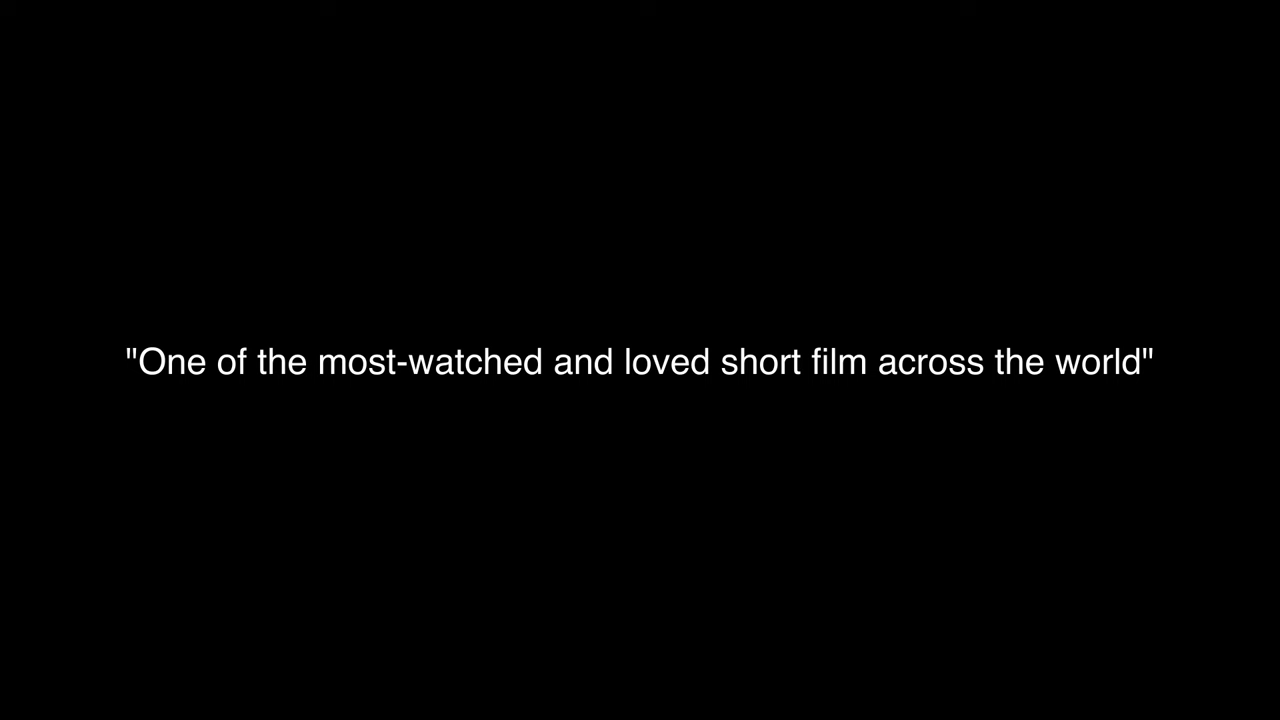 "One of the most-watched and loved short film across the world"